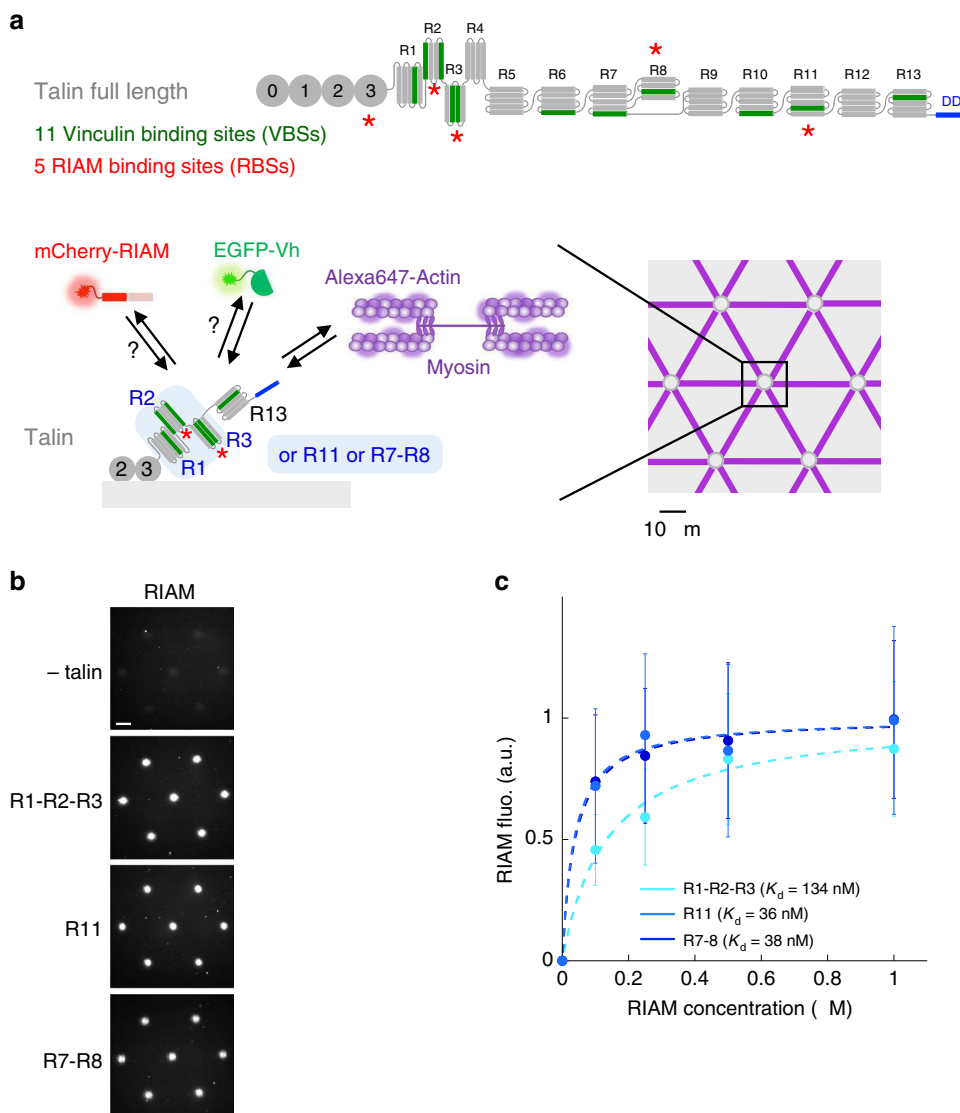 a
R1
R2
R3
R4
R5
R6
R7
R8
R9
R10
R11
R12
R13
Talin full length
0 1 2 3
DD
11 Vinculin binding sites (VBSs)
5 RIAM binding sites (RBSs)
mCherry-RIAM
EGFP-Vh
Alexa647-Actin
Myosin
?
?
R2
R13
R3
R1
Talin
2 3
or R11 or R7-R8
10 m
b
RIAM
– talin
R1-R2-R3
R11
R7-R8
c
RIAM fluo. (a.u.)
1
0.5
0
R1-R2-R3 (Kd = 134 nM)
R11 (Kd = 36 nM)
R7-8 (Kd = 38 nM)
0 0.2 0.4 0.6 0.8 1
RIAM concentration ( M)